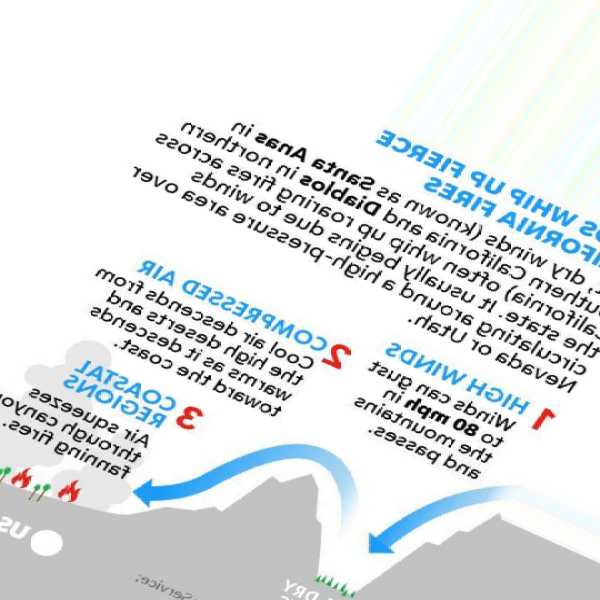 DS WHIP UP FIERCE
IFORNIA FIRES
, dry winds (known as Santa Anas in
uthern California and Diablos in northern
California) often whip up roaring fires across
the state. It usually begins due to winds
circulating around a high-pressure area over
Nevada or Utah.
1
HIGH WINDS
Winds can gust
to 80 mph in
the mountains
and passes.
2
COMPRESSED AIR
Cool air descends from
the high deserts and
warms as it descends
toward the coast.
3
COASTAL
REGIONS
Air squeezes
through canyo
fanning fires.
DRY
Service;
US